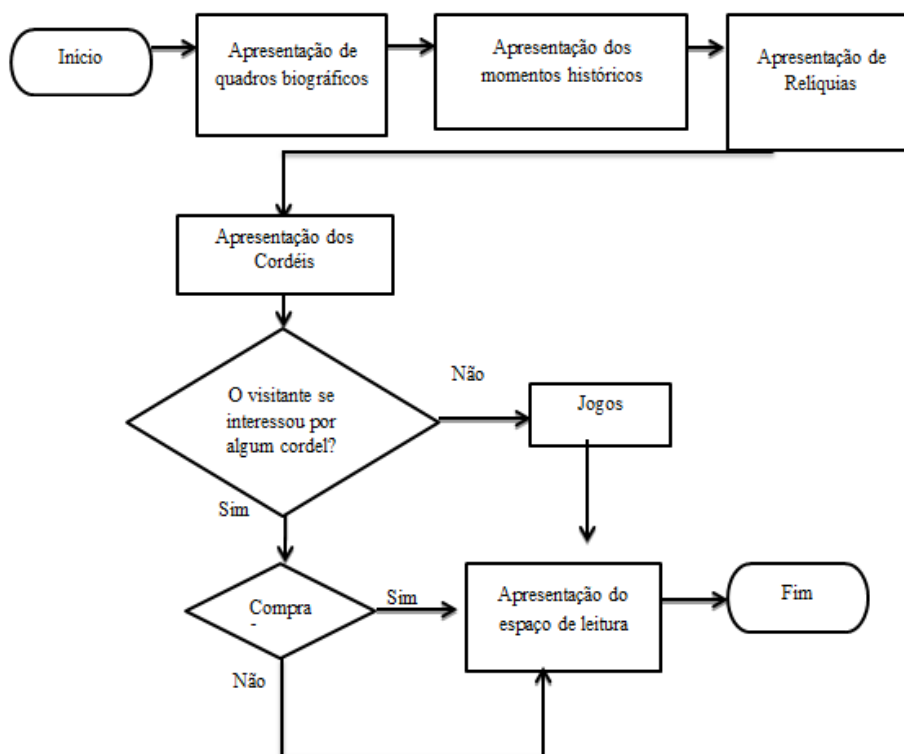 Início
Apresentação de
quadros biográficos
Apresentação dos
momentos históricos
Apresentação de
Relíquias
Apresentação dos
Cordéis
O visitante se
interessou por
algum cordel?
Não
Jogos
Sim
Compra
Sim
Apresentação do
espaço de leitura
Fim
Não